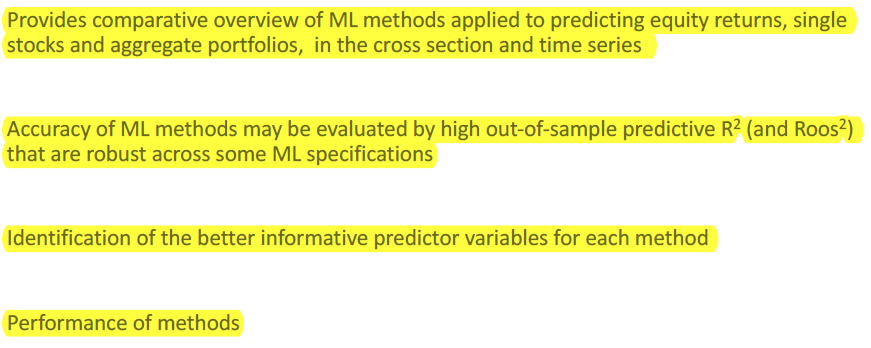 Provides comparative overview of ML methods applied to predicting equity returns, single
stocks and aggregate portfolios,  in the cross section and time series
Accuracy of ML methods may be evaluated by high out-of-sample predictive R² (and Roos²)
that are robust across some ML specifications
Identification of the better informative predictor variables for each method
Performance of methods